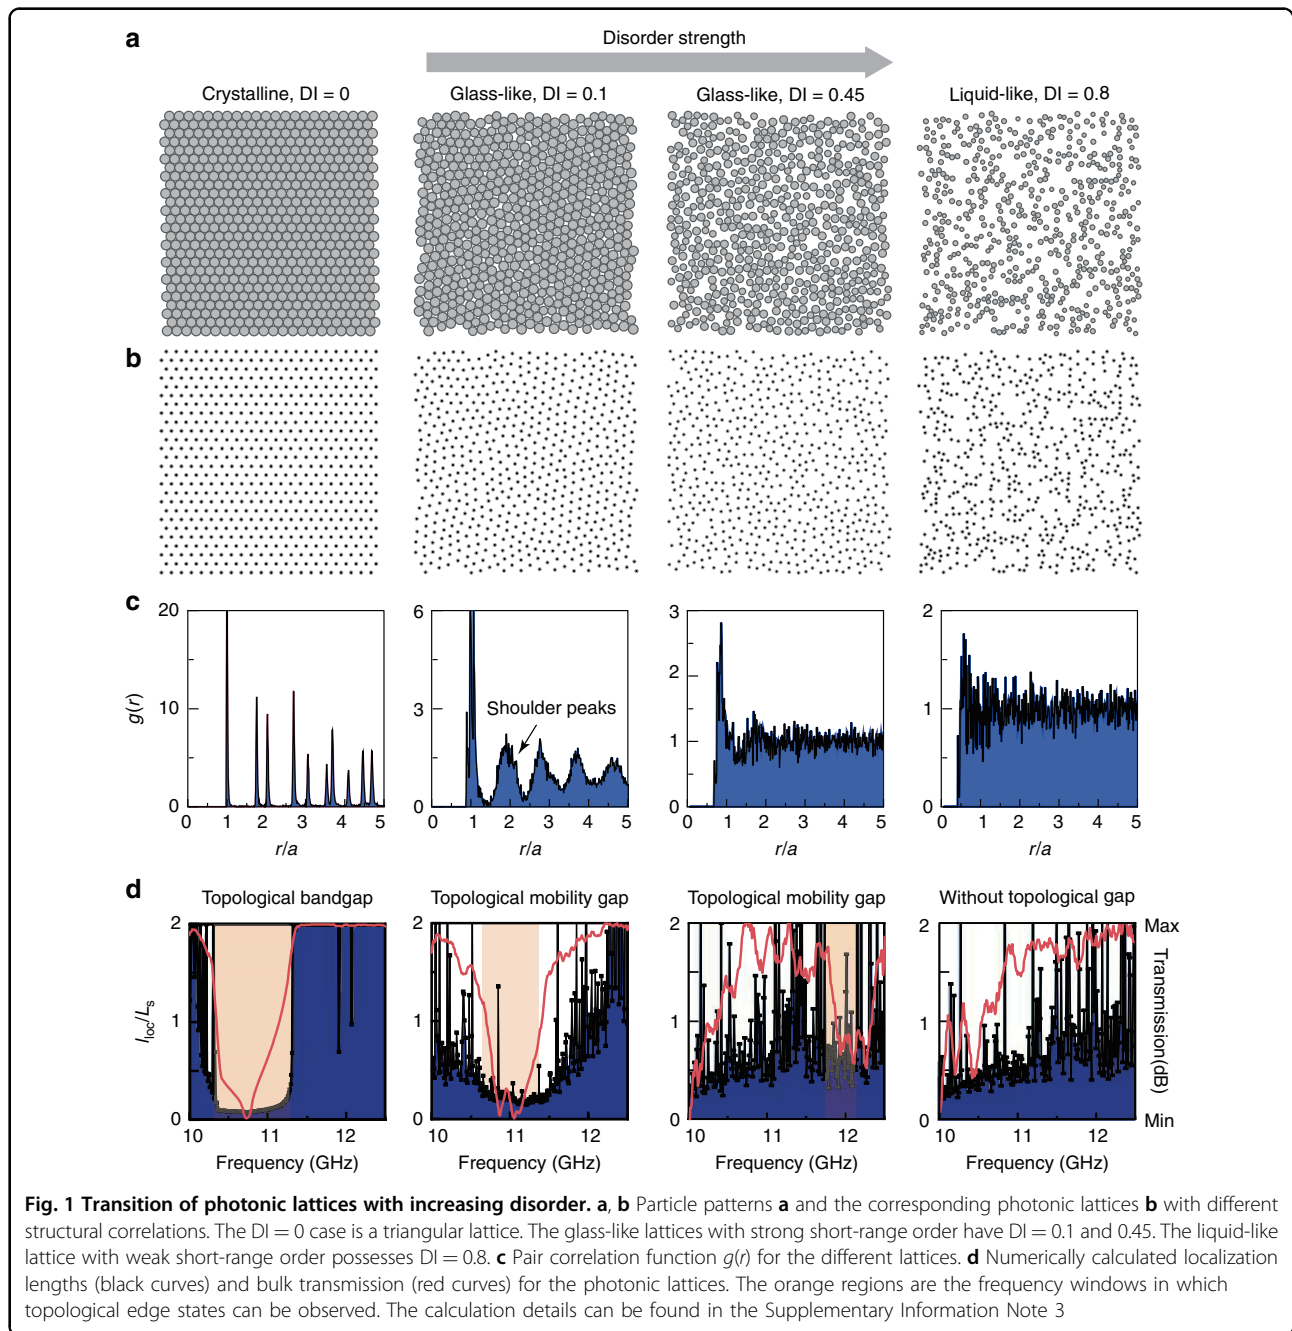 a
Disorder strength
Crystalline, DI = 0
Glass-like, DI = 0.1
Glass-like, DI = 0.45
Liquid-like, DI = 0.8
b
c
20
10
0
g(r)
0 1 2 3 4 5
r/a
6
3
0
Shoulder peaks
0 1 2 3 4 5
r/a
3
2
1
0
0 1 2 3 4 5
r/a
2
1
0
0 1 2 3 4 5
r/a
d
Topological bandgap
Topological mobility gap
Topological mobility gap
Without topological gap
2
1
0
l_loc/L_s
10 11 12
Frequency (GHz)
2
1
0
10 11 12
Frequency (GHz)
2
1
0
10 11 12
Frequency (GHz)
2
1
0
10 11 12
Frequency (GHz)
Max
Transmission(dB)
Min
Fig. 1 Transition of photonic lattices with increasing disorder. a, b Particle patterns a and the corresponding photonic lattices b with different
structural correlations. The DI = 0 case is a triangular lattice. The glass-like lattices with strong short-range order have DI = 0.1 and 0.45. The liquid-like
lattice with weak short-range order possesses DI = 0.8. c Pair correlation function g(r) for the different lattices. d Numerically calculated localization
lengths (black curves) and bulk transmission (red curves) for the photonic lattices. The orange regions are the frequency windows in which
topological edge states can be observed. The calculation details can be found in the Supplementary Information Note 3